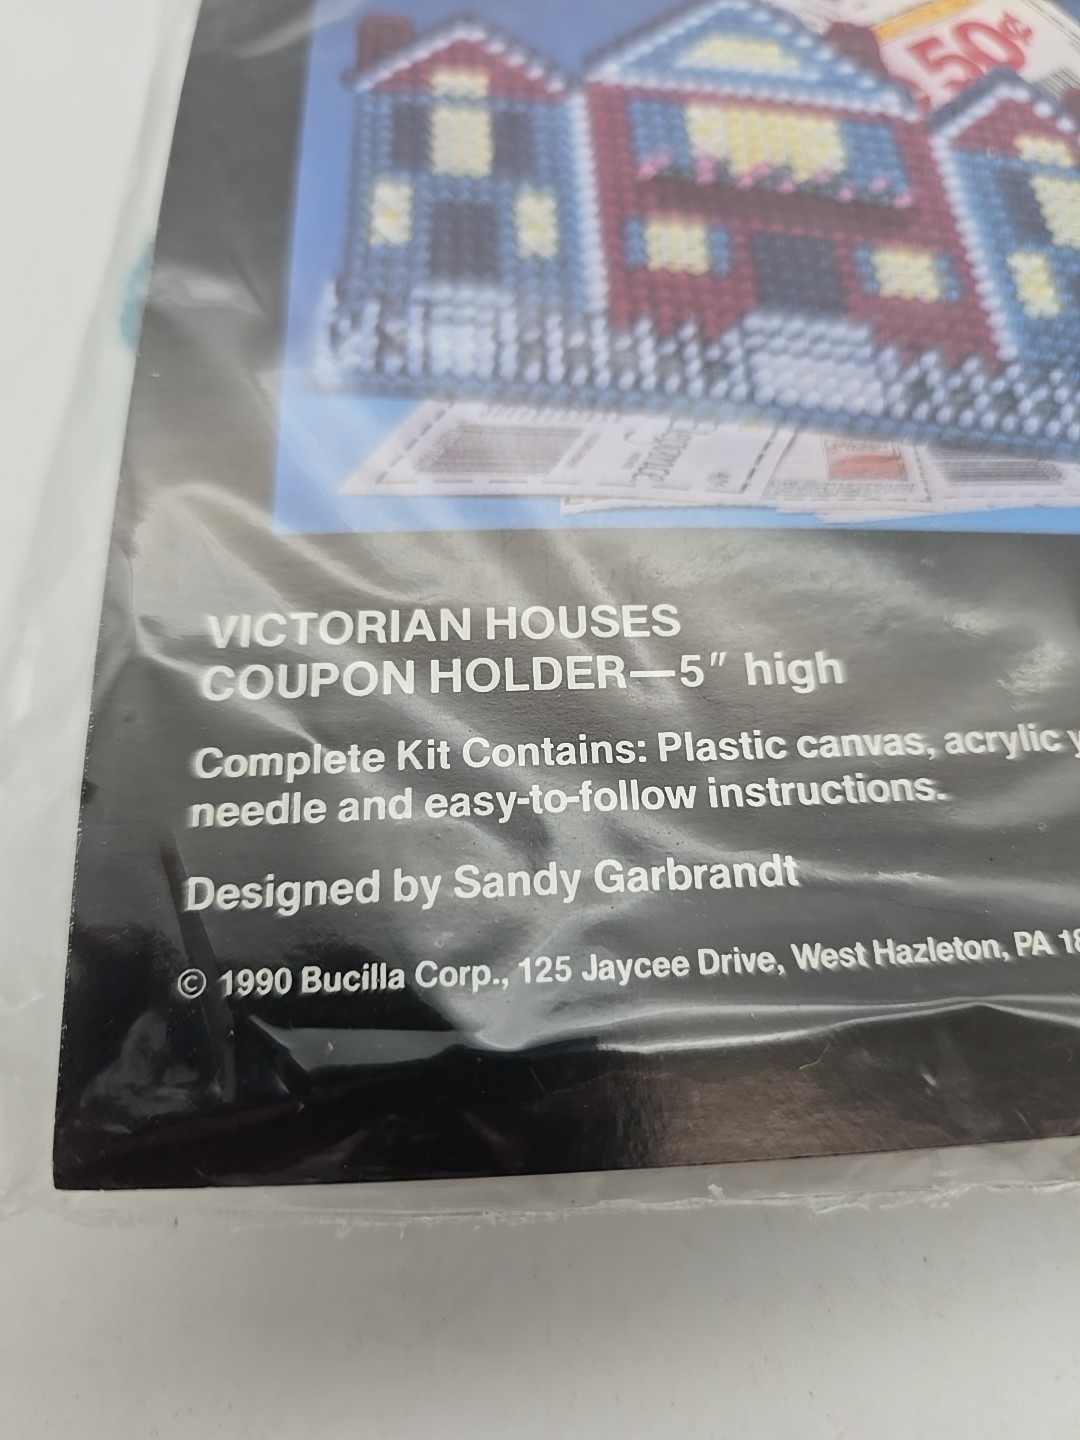 50¢
VICTORIAN HOUSES
COUPON HOLDER—5″ high
Complete Kit Contains: Plastic canvas, acrylic
needle and easy-to-follow instructions.
Designed by Sandy Garbrandt
© 1990 Bucilla Corp., 125 Jaycee Drive, West Hazleton, PA 18